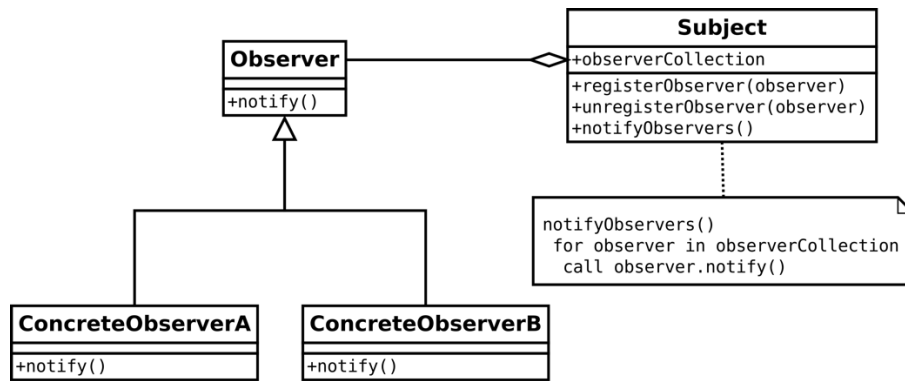 Observer
+notify()
Subject
+observerCollection
+registerObserver(observer)
+unregisterObserver(observer)
+notifyObservers()
notifyObservers()
for observer in observerCollection
call observer.notify()
ConcreteObserverA
+notify()
ConcreteObserverB
+notify()